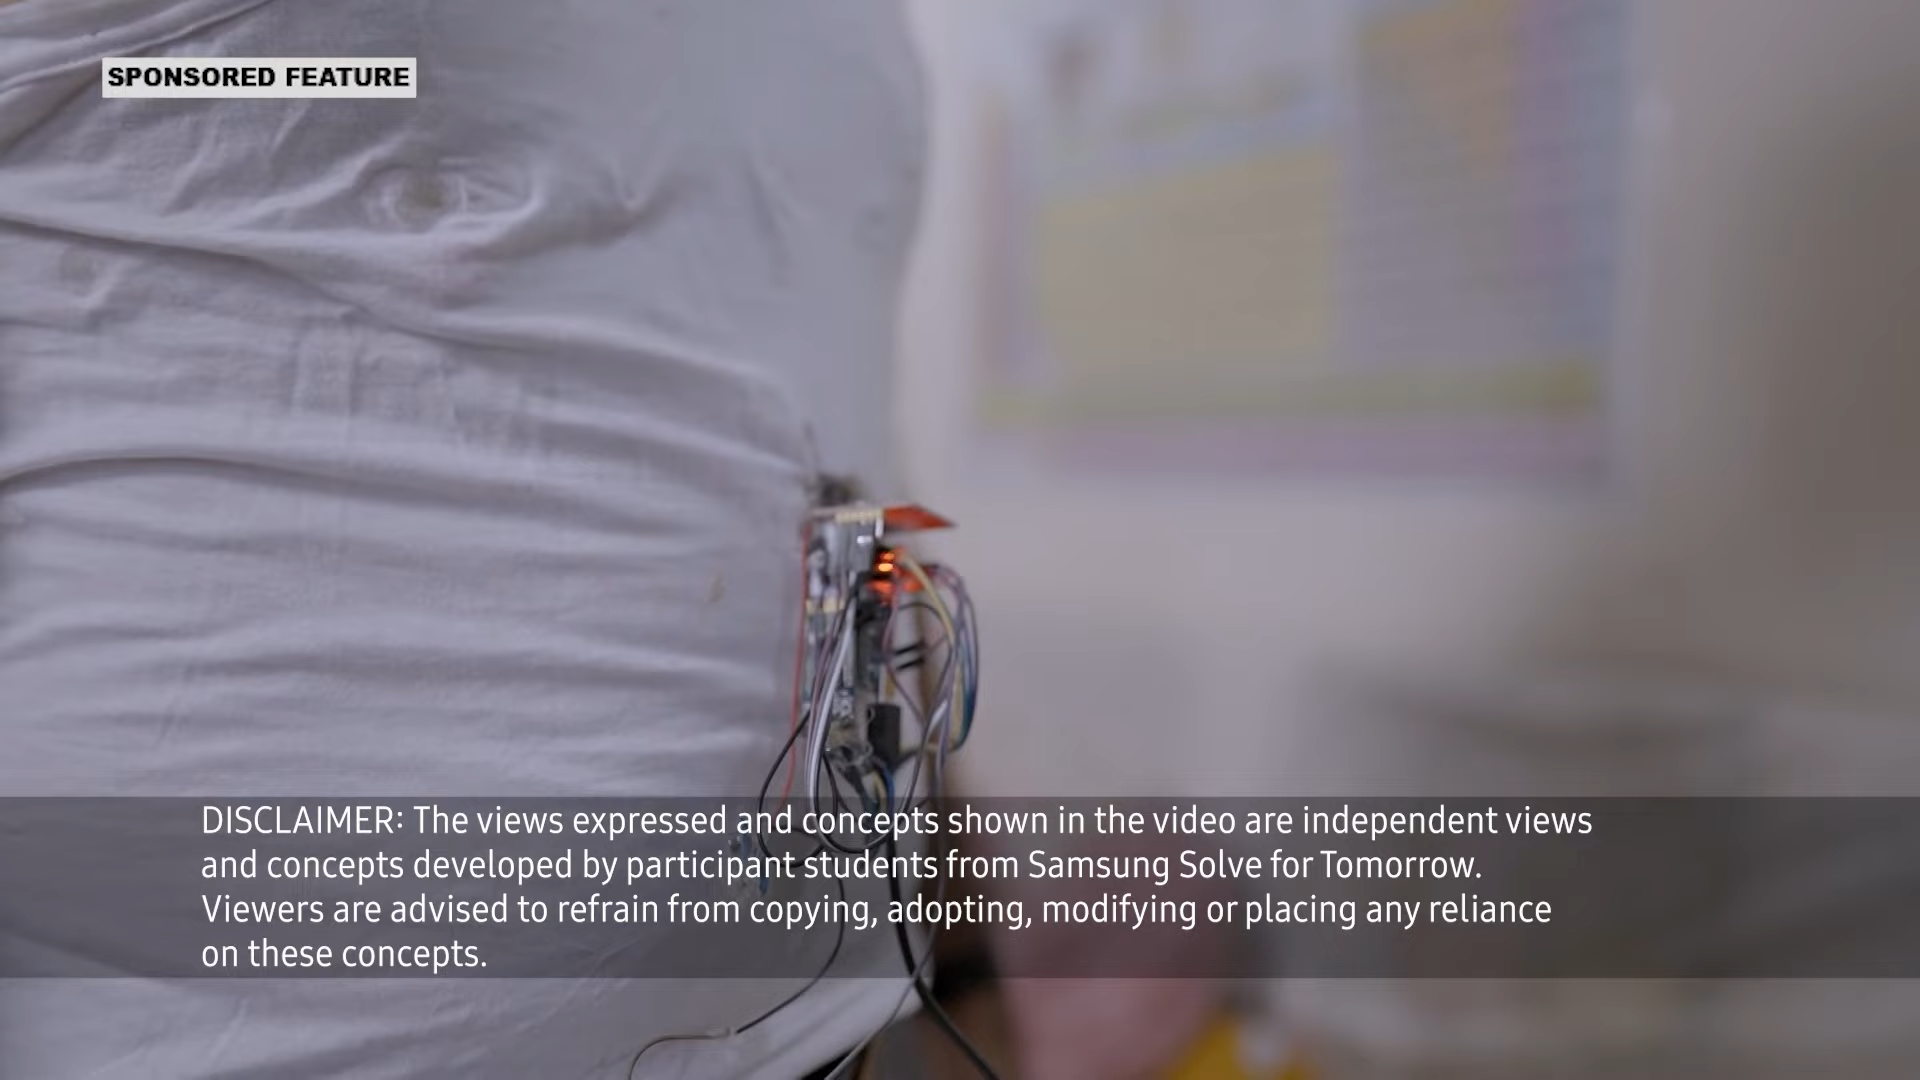 SPONSORED FEATURE
DISCLAIMER: The views expressed and concepts shown in the video are independent views
and concepts developed by participant students from Samsung Solve for Tomorrow.
Viewers are advised to refrain from copying, adopting, modifying or placing any reliance
on these concepts.